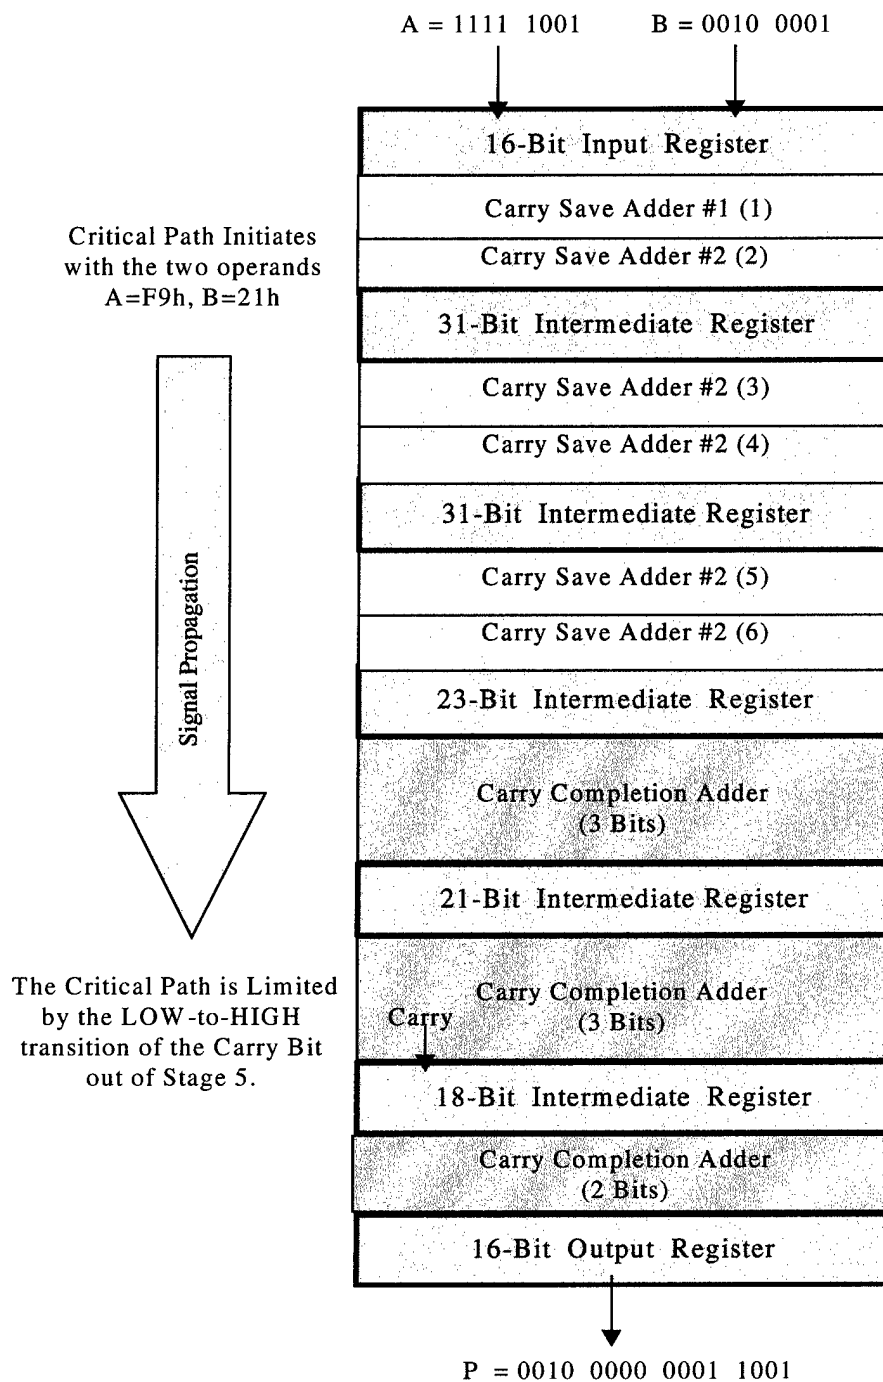 A = 1111 1001 B = 0010 0001
16-Bit Input Register
Carry Save Adder #1 (1)
Carry Save Adder #2 (2)
Critical Path Initiates
with the two operands
A=F9h, B=21h
31-Bit Intermediate Register
Carry Save Adder #2 (3)
Carry Save Adder #2 (4)
31-Bit Intermediate Register
Carry Save Adder #2 (5)
Carry Save Adder #2 (6)
Signal Propagation
23-Bit Intermediate Register
Carry Completion Adder
(3 Bits)
21-Bit Intermediate Register
The Critical Path is Limited
by the LOW-to-HIGH
transition of the Carry Bit
out of Stage 5.
Carry Completion Adder
(3 Bits)
Carry
18-Bit Intermediate Register
Carry Completion Adder
(2 Bits)
16-Bit Output Register
P = 0010 0000 0001 1001